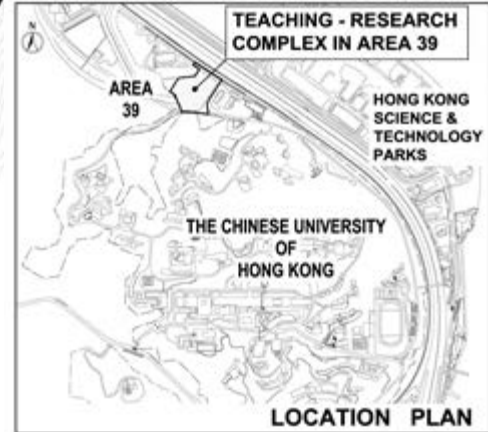 N
TEACHING - RESEARCH
COMPLEX IN AREA 39
AREA
39
HONG KONG
SCIENCE &
TECHNOLOGY
PARKS
THE CHINESE UNIVERSITY
OF
HONG KONG
LOCATION PLAN